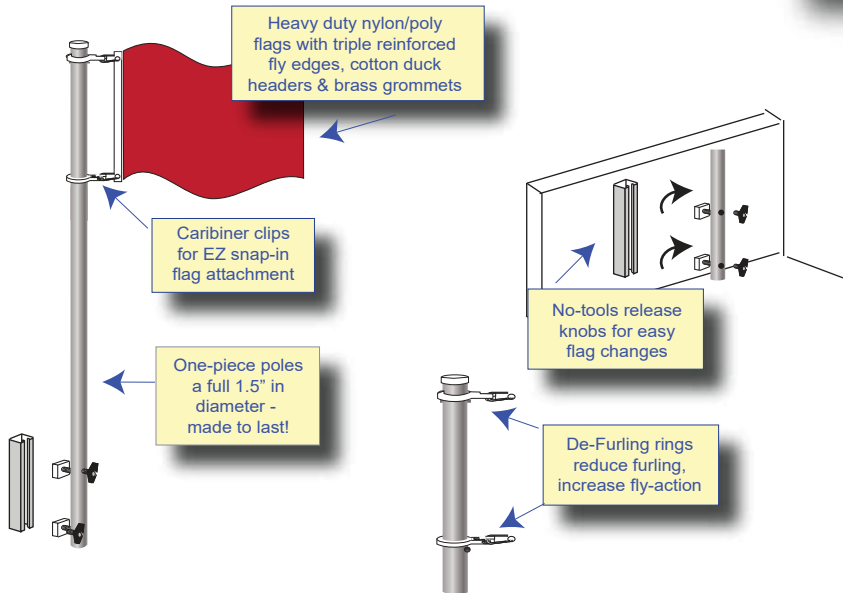 Heavy duty nylon/poly
flags with triple reinforced
fly edges, cotton duck
headers & brass grommets
Caribiner clips
for EZ snap-in
flag attachment
No-tools release
knobs for easy
flag changes
One-piece poles
a full 1.5” in
diameter -
made to last!
De-Furling rings
reduce furling,
increase fly-action